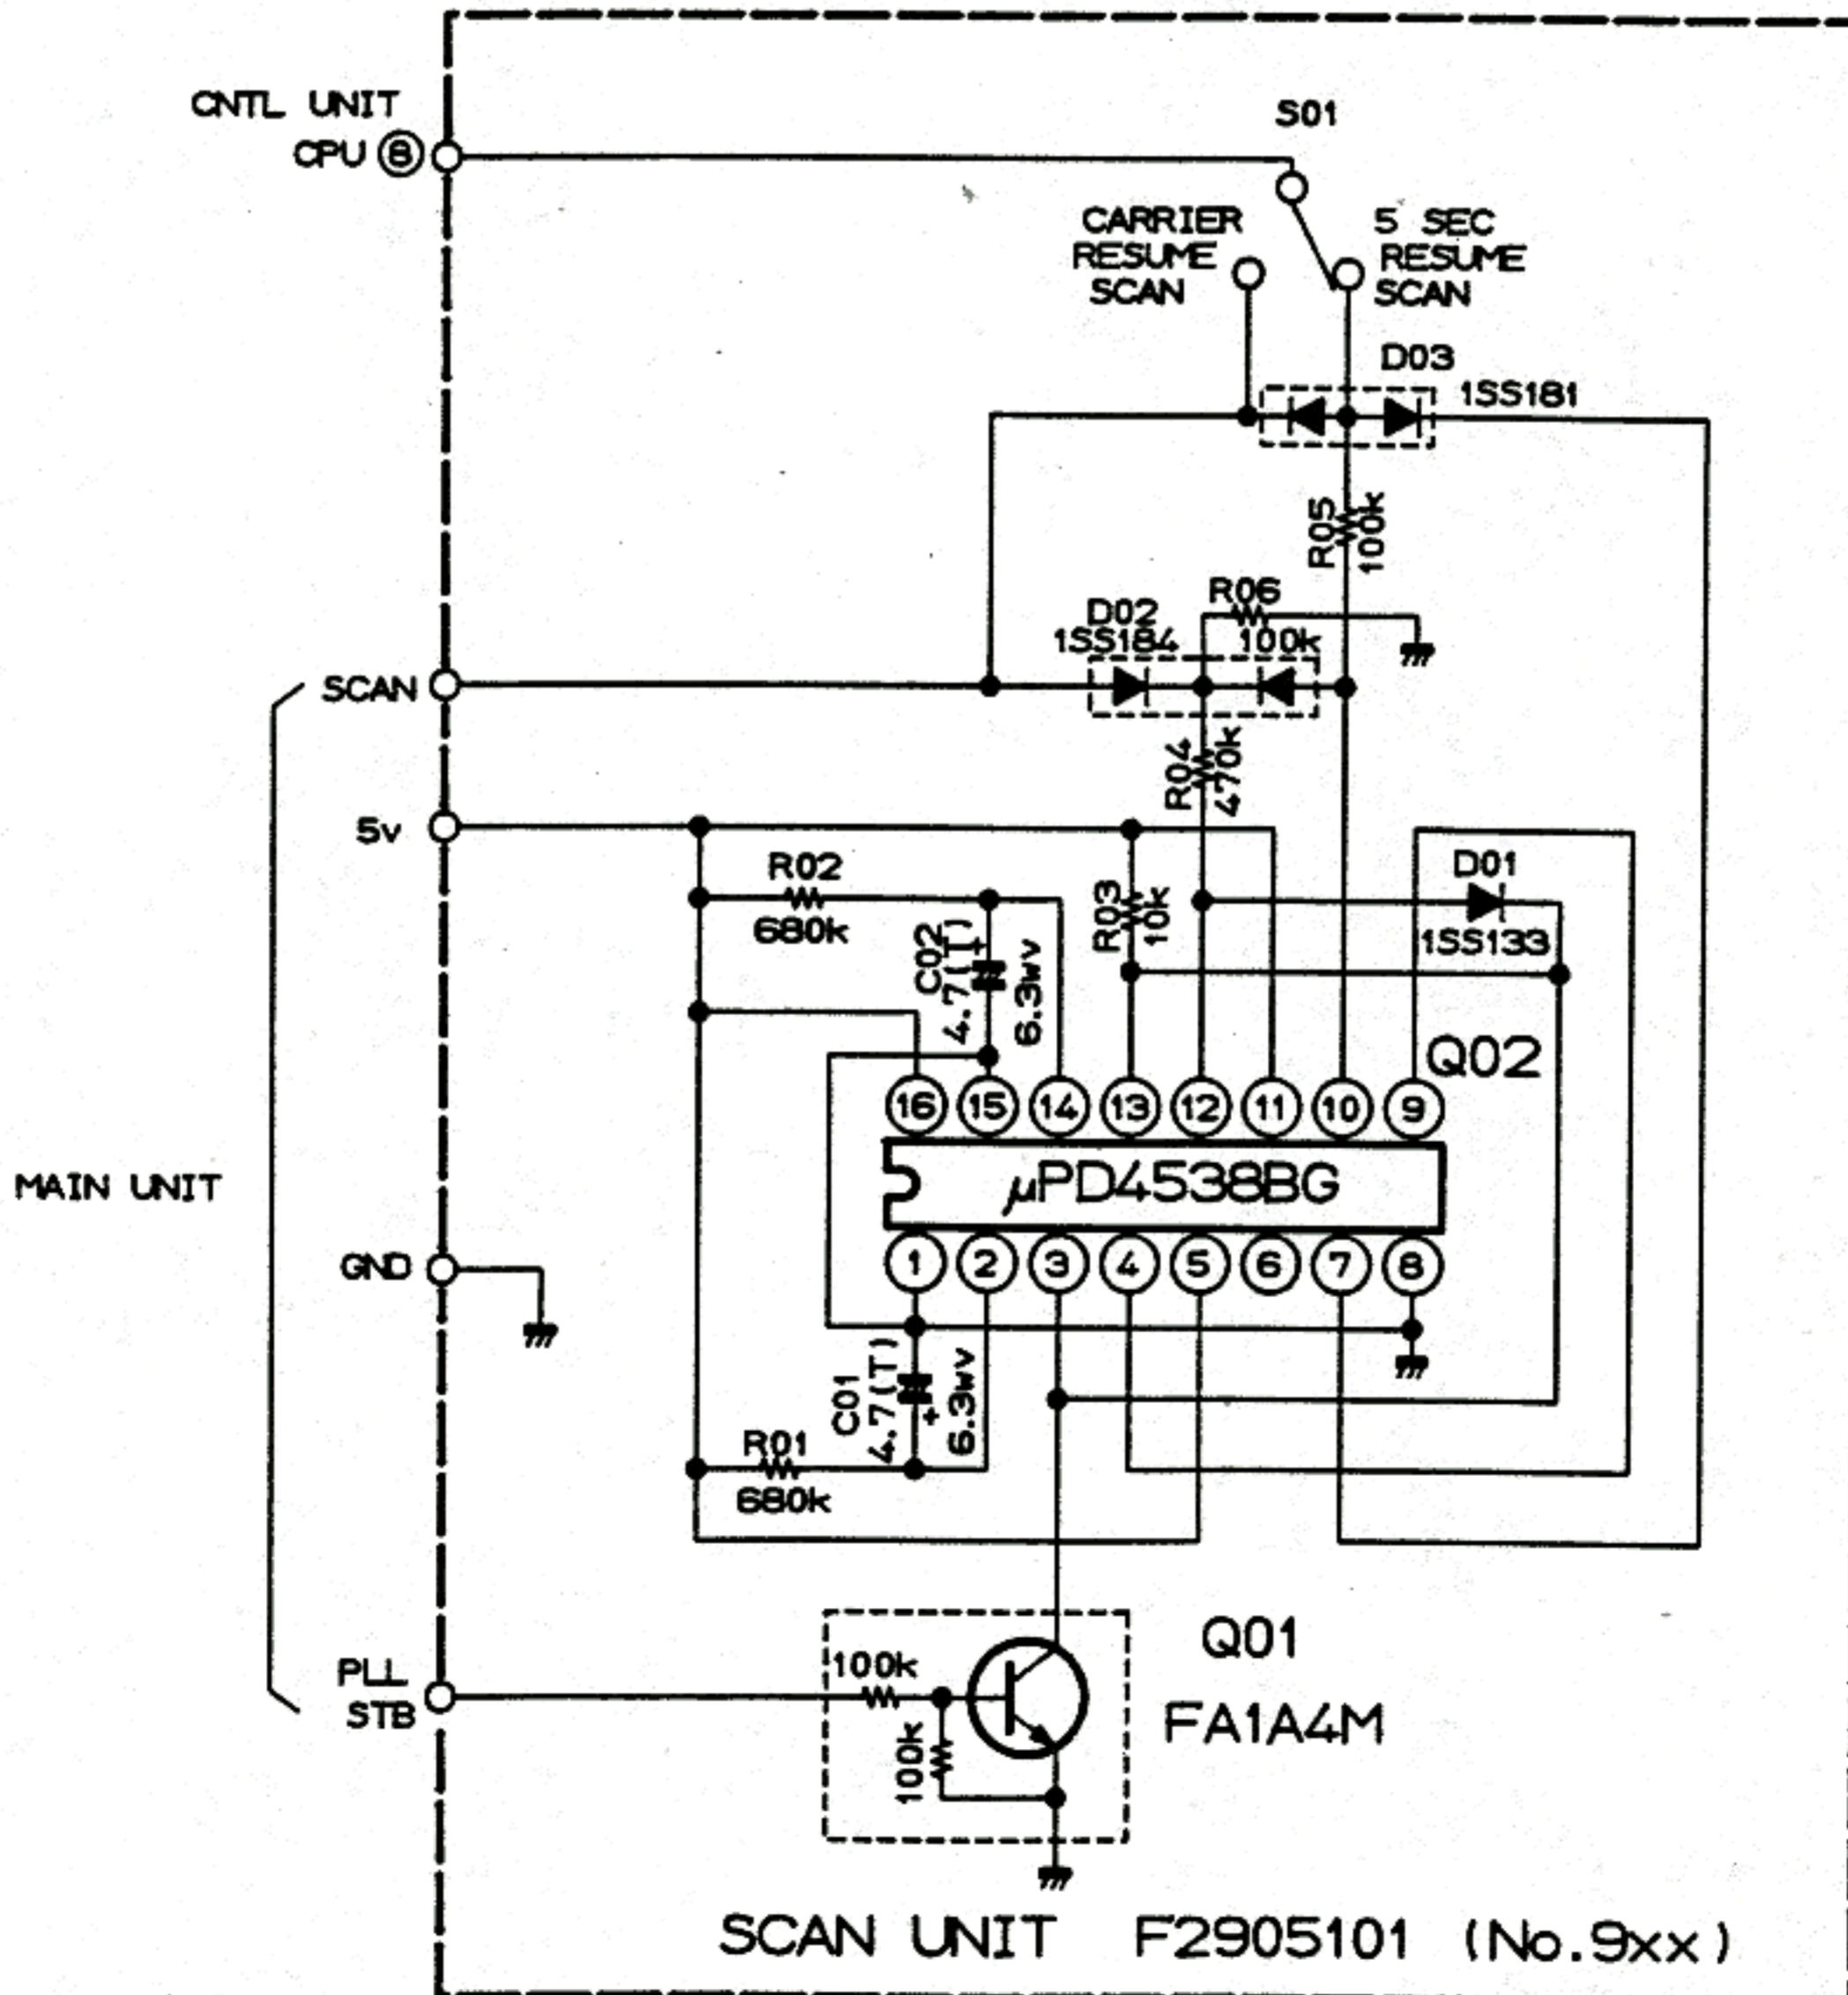 CNTL UNIT
CPU ⑧
S01
CARRIER
RESUME
SCAN
5 SEC
RESUME
SCAN
D03
1SS181
R05
100k
R06
100k
D02
1SS184
SCAN
R04
470k
5v
R02
680k
C02
4.7(T)
+
6.3wv
R03
10k
D01
1SS133
Q02
16 15 14 13 12 11 10 9
μPD4538BG
1 2 3 4 5 6 7 8
MAIN UNIT
GND
C01
4.7(T)
+
6.3wv
R01
680k
PLL
STB
100k
100k
Q01
FA1A4M
SCAN UNIT F2905101 (No.9xx)